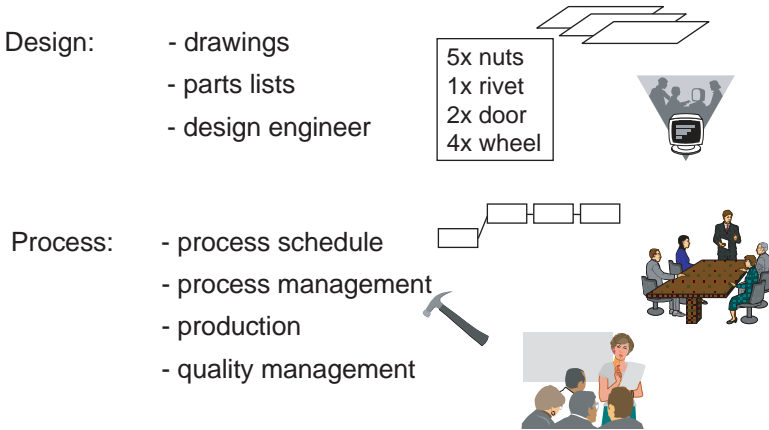 Design: - drawings
- parts lists
- design engineer
5x nuts
1x rivet
2x door
4x wheel
Process: - process schedule
- process management
- production
- quality management